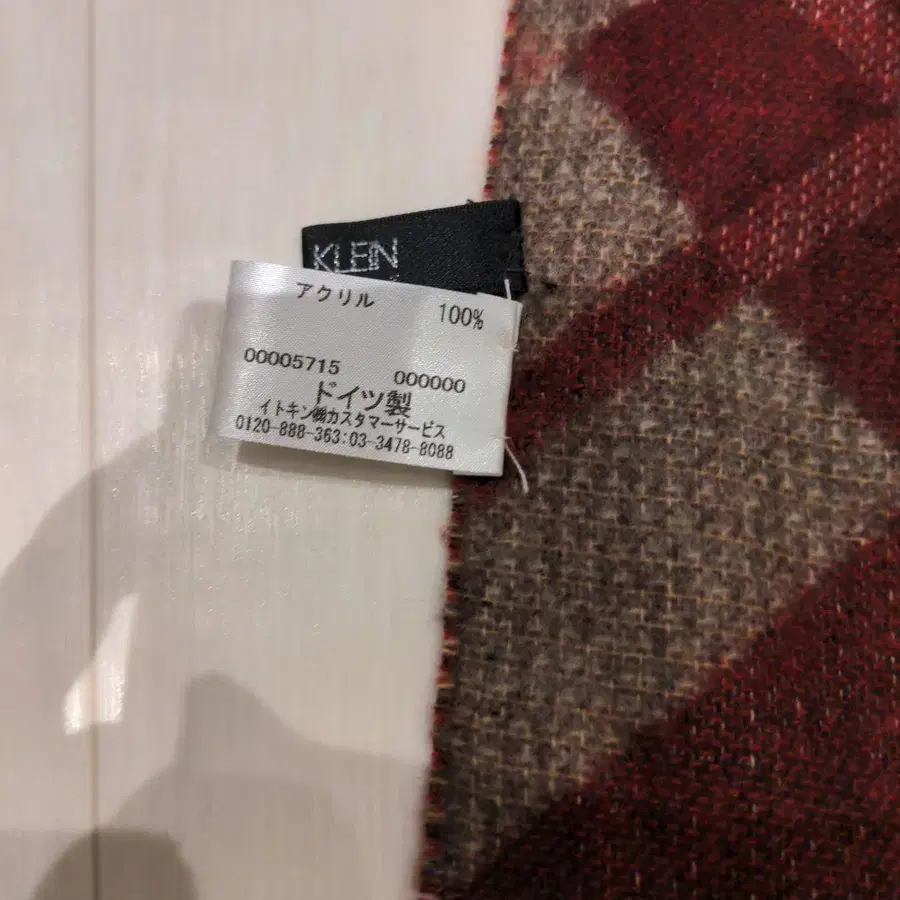 KLEIN
アクリル 100%
00005715 000000
ドイツ製
イトキン㈱カスタマーサービス
0120-888-363:03-3478-8088